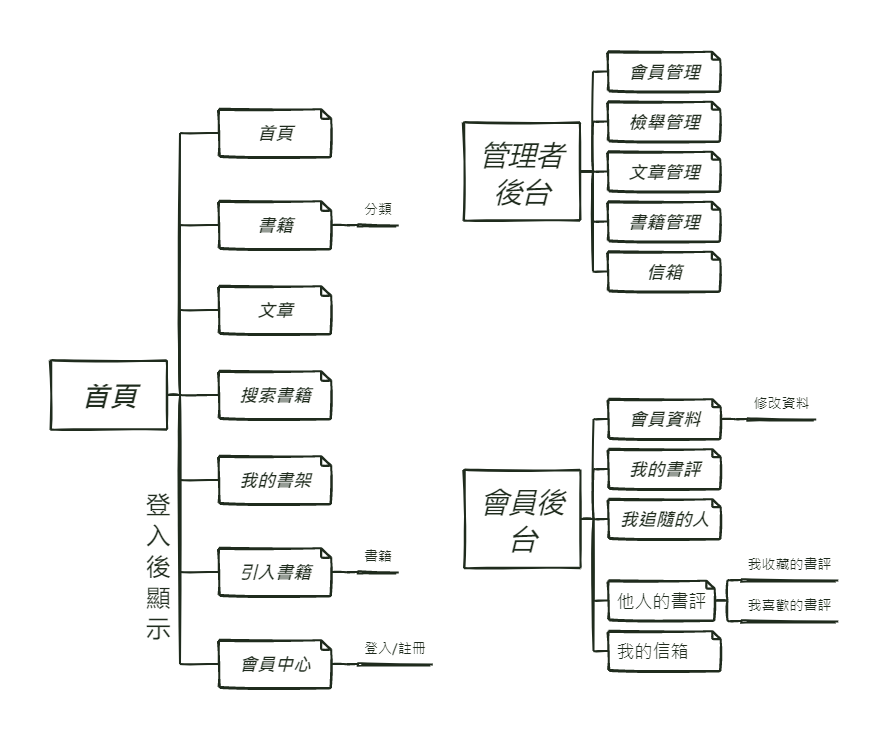 首頁
登入後顯示
首頁
書籍
分類
文章
搜索書籍
我的書架
引入書籍
書籍
會員中心
登入/註冊
管理者
後台
會員管理
檢舉管理
文章管理
書籍管理
信箱
會員後
台
會員資料
修改資料
我的書評
我追隨的人
他人的書評
我收藏的書評
我喜歡的書評
我的信箱